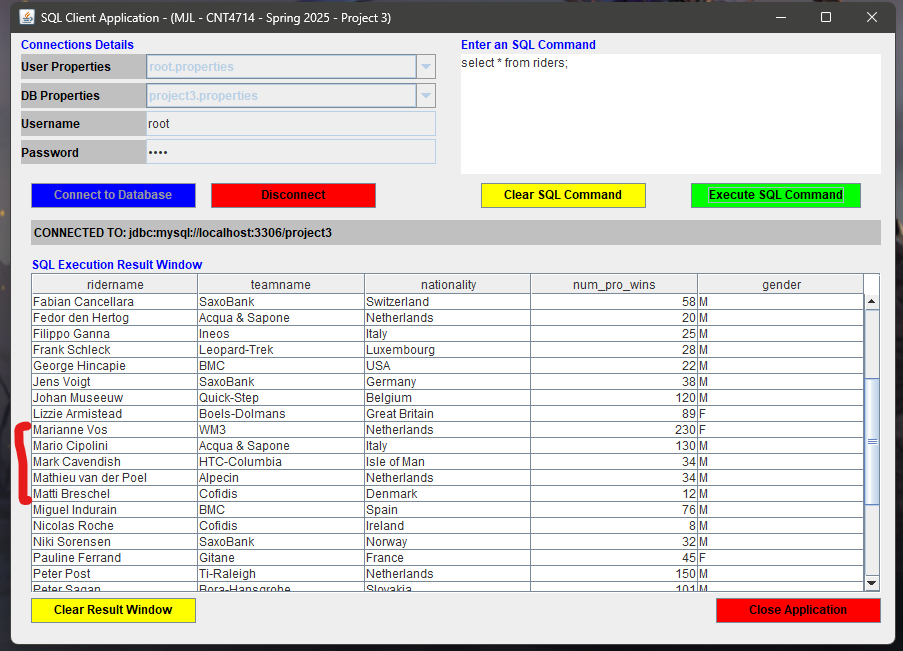 SQL Client Application - (MJL - CNT4714 - Spring 2025 - Project 3)
Connections Details
User Properties root.properties
DB Properties project3.properties
Username root
Password ••••
Connect to Database Disconnect
Enter an SQL Command
select * from riders;
Clear SQL Command Execute SQL Command
CONNECTED TO: jdbc:mysql://localhost:3306/project3
SQL Execution Result Window
ridername teamname nationality num_pro_wins gender
Fabian Cancellara SaxoBank Switzerland 58 M
Fedor den Hertog Acqua & Sapone Netherlands 20 M
Filippo Ganna Ineos Italy 25 M
Frank Schleck Leopard-Trek Luxembourg 28 M
George Hincapie BMC USA 22 M
Jens Voigt SaxoBank Germany 38 M
Johan Museeuw Quick-Step Belgium 120 M
Lizzie Armistead Boels-Dolmans Great Britain 89 F
Marianne Vos WM3 Netherlands 230 F
Mario Cipolini Acqua & Sapone Italy 130 M
Mark Cavendish HTC-Columbia Isle of Man 34 M
Mathieu van der Poel Alpecin Netherlands 34 M
Matti Breschel Cofidis Denmark 12 M
Miguel Indurain BMC Spain 76 M
Nicolas Roche Cofidis Ireland 8 M
Niki Sorensen SaxoBank Norway 32 M
Pauline Ferrand Gitane France 45 F
Peter Post Ti-Raleigh Netherlands 150 M
Peter Sagan Bora-Hansgrohe Slovakia 101 M
Clear Result Window Close Application